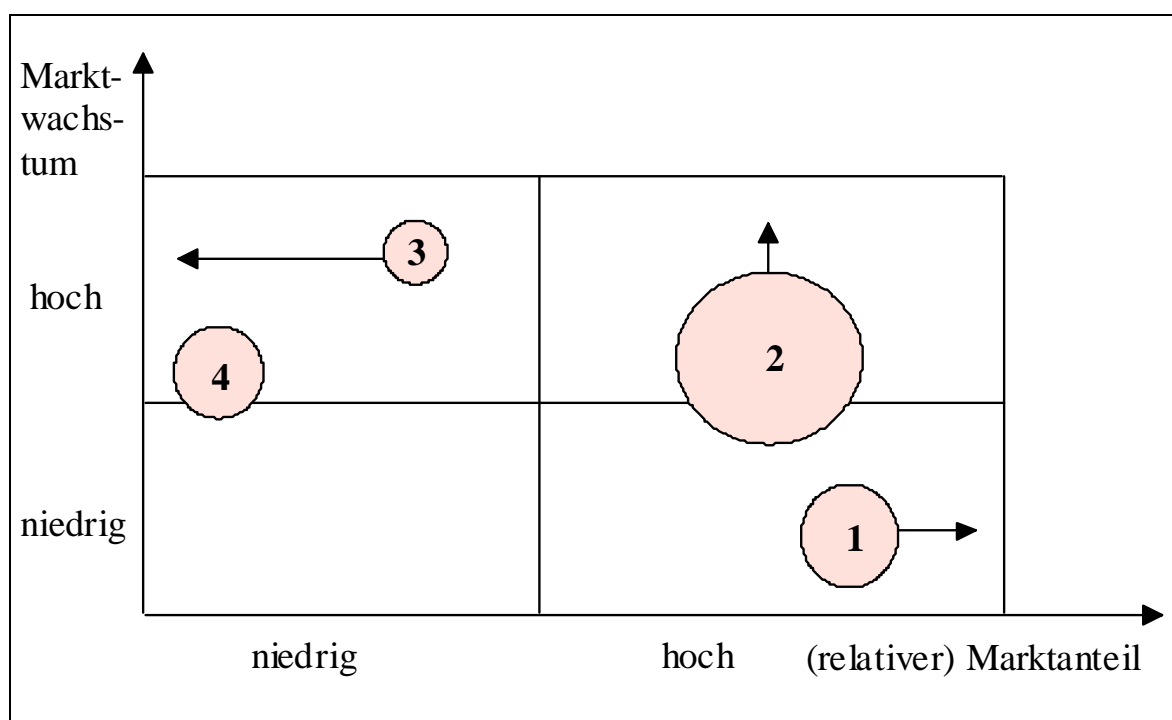 Markt-
wachs-
tum
3
hoch
2
4
niedrig
1
niedrig
hoch
(relativer) Marktanteil